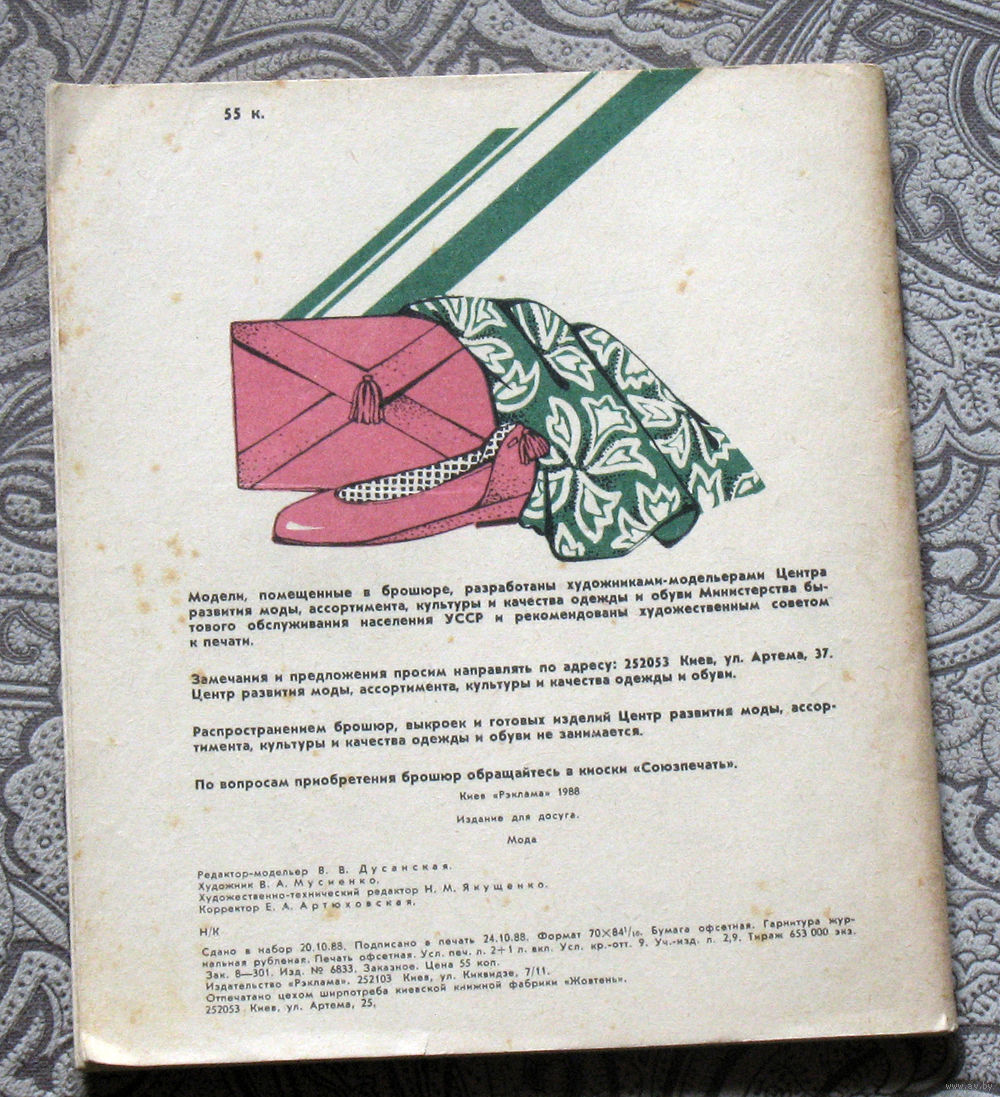 55 к.
Модели, помещенные в брошюре, разработаны художниками-модельерами Центра
развития моды, ассортимента, культуры и качества одежды и обуви Министерства бы-
тового обслуживания населения УССР и рекомендованы художественным советом
к печати.
Замечания и предложения просим направлять по адресу: 252053 Киев, ул. Артема, 37.
Центр развития моды, ассортимента, культуры и качества одежды и обуви.
Распространением брошюр, выкроек и готовых изделий Центр развития моды, ассор-
тимента, культуры и качества одежды и обуви не занимается.
По вопросам приобретения брошюр обращайтесь в киоски «Союзпечать».
Киев «Рэклама» 1988
Издание для досуга.
Мода
Редактор-модельер В. В. Дусанская.
Художник В. А. Мусиенко.
Художественно-технический редактор Н. М. Якущенко.
Корректор Е. А. Артюховская.
Н/К
Сдано в набор 20.10.88. Подписано в печать 24.10.88. Формат 70×84¹/₁₆. Бумага офсетная. Гарнитура жур-
нальная рубленая. Печать офсетная. Усл. печ. л. 2+1 л. вкл. Усл. кр.-отт. 9. Уч.-изд. л. 2,9. Тираж 653 000 экз.
Зак. 8—301. Изд. № 6833. Заказное. Цена 55 коп.
Издательство «Рэклама». 252103 Киев, ул. Киквидзе, 7/11.
Отпечатано цехом ширпотреба киевской книжной фабрики «Жовтень».
252053 Киев, ул. Артема, 25.
www.av.by